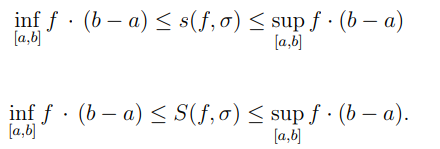 inf f · (b − a) ≤ s(f, σ) ≤ sup f · (b − a)
[a,b] [a,b]
inf f · (b − a) ≤ S(f, σ) ≤ sup f · (b − a).
[a,b] [a,b]